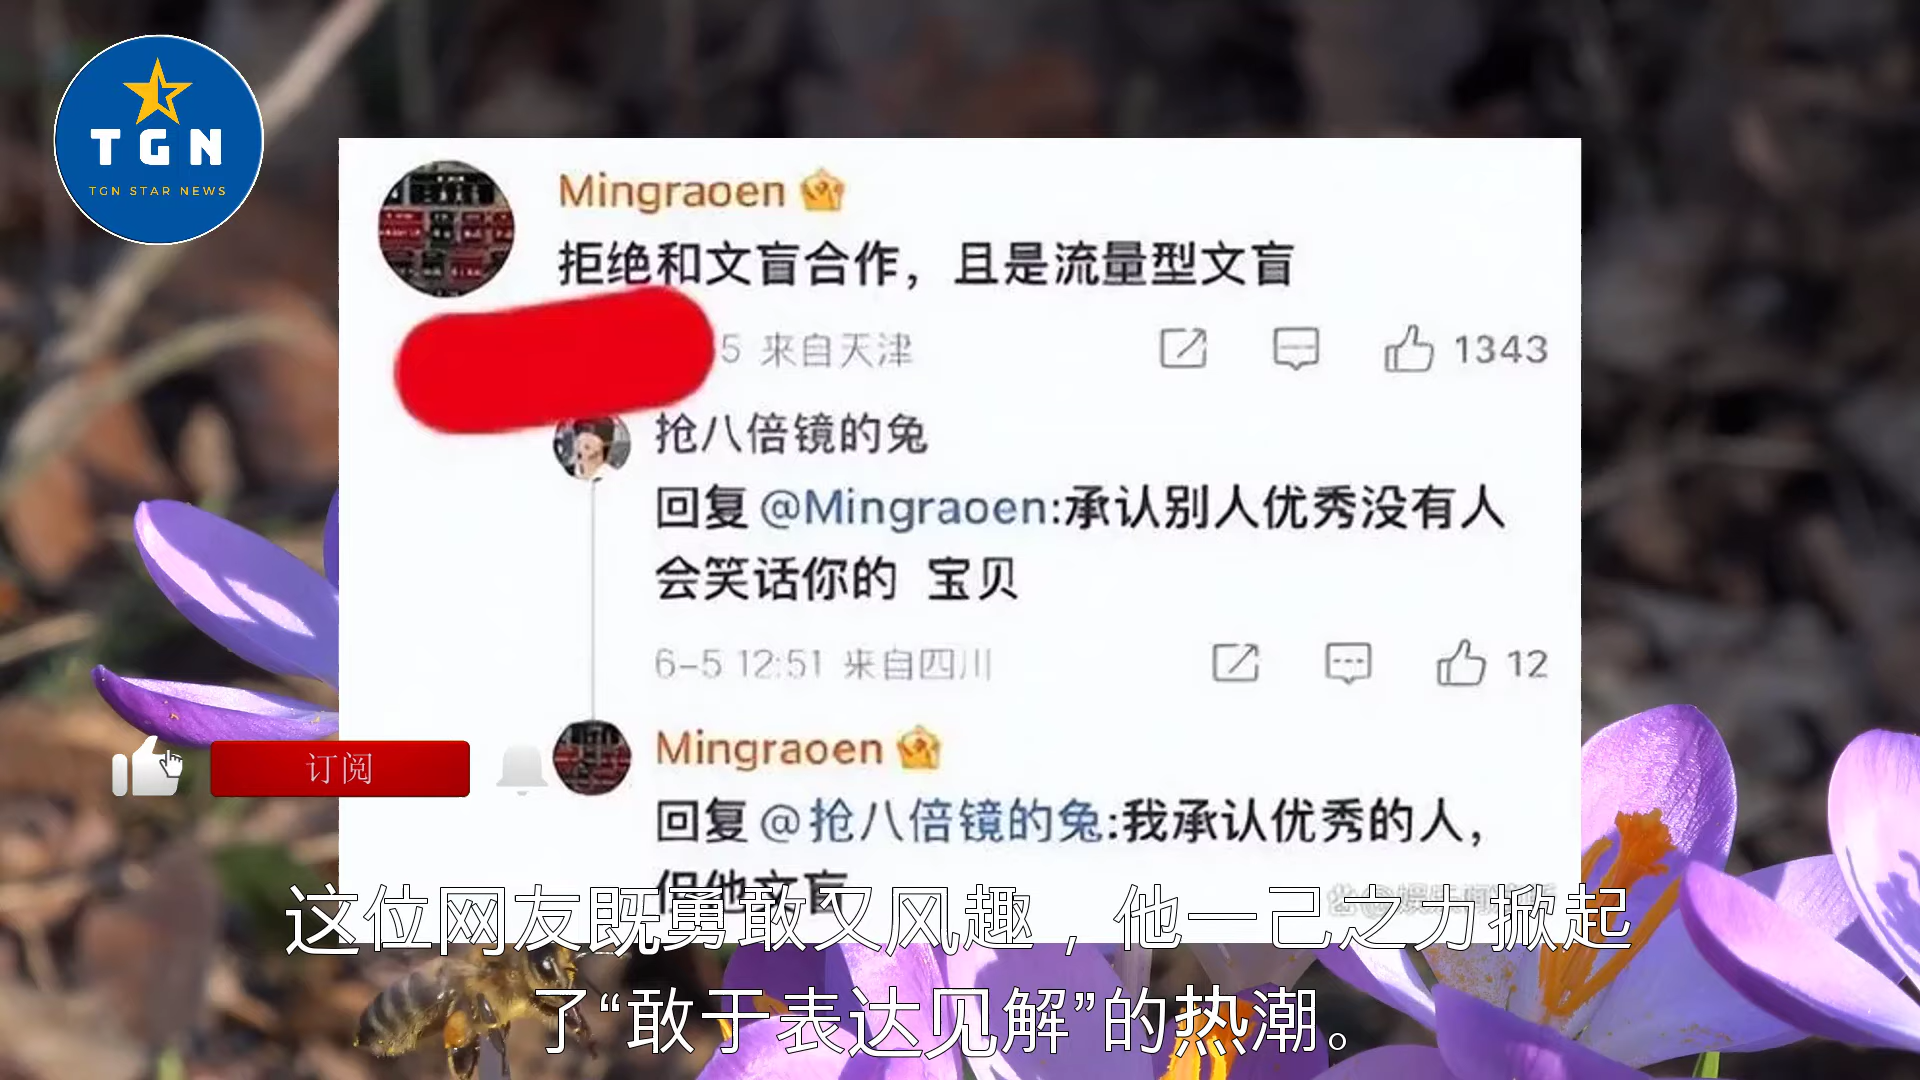 TGN
TGN STAR NEWS
Mingraoen
拒绝和文盲合作，且是流量型文盲
5 来自天津
1343
抢八倍镜的兔
回复@Mingraoen:承认别人优秀没有人
会笑话你的 宝贝
6-5 12:51 来自四川
12
Mingraoen
回复@抢八倍镜的兔:我承认优秀的人，
但他文盲
订阅
这位网友既勇敢又风趣，他一己之力掀起
了“敢于表达见解”的热潮。